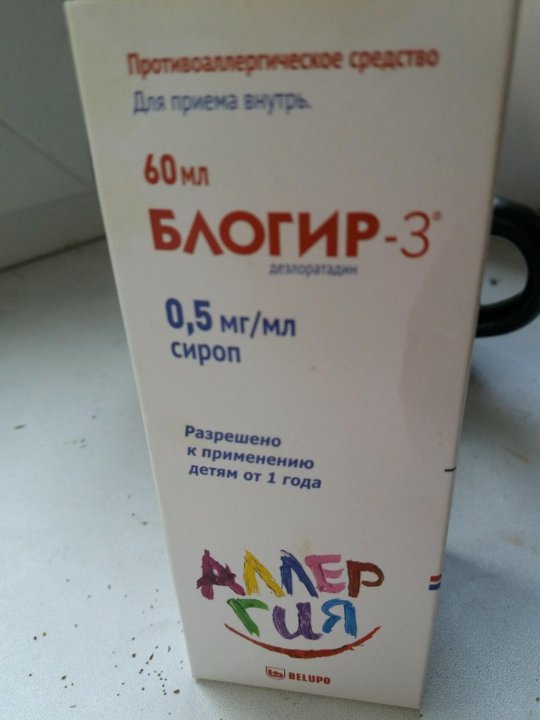 Противоаллергическое средство
Для приема внутрь.
60 мл
БЛОГИР-3®
дезлоратадин
0,5 мг/мл
сироп
Разрешено
к применению
детям от 1 года
АЛЛЕР
ГИЯ
BELUPO